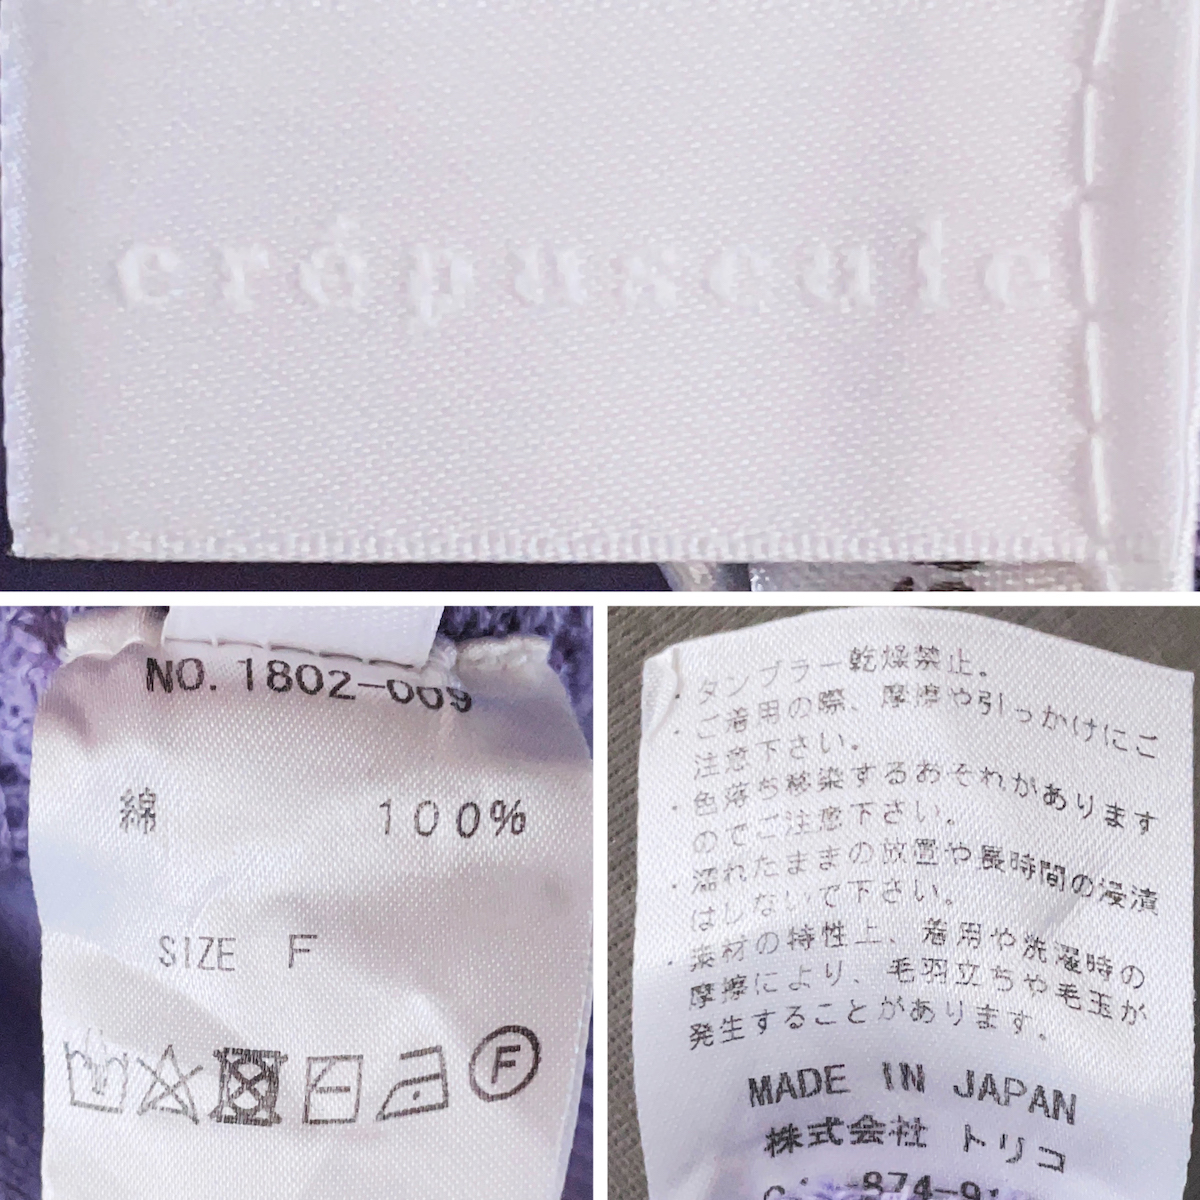 crépuscule
NO. 1802-009
綿 100%
SIZE F
F
・タンブラー乾燥禁止。
・ご着用の際、摩擦や引っかけにご
注意下さい。
・色落ち移染するおそれがあります
のでご注意下さい。
・濡れたままの放置や長時間の浸漬
はしないで下さい。
・素材の特性上、着用や洗濯時の
摩擦により、毛羽立ちや毛玉が
発生することがあります。
MADE IN JAPAN
株式会社 トリコ